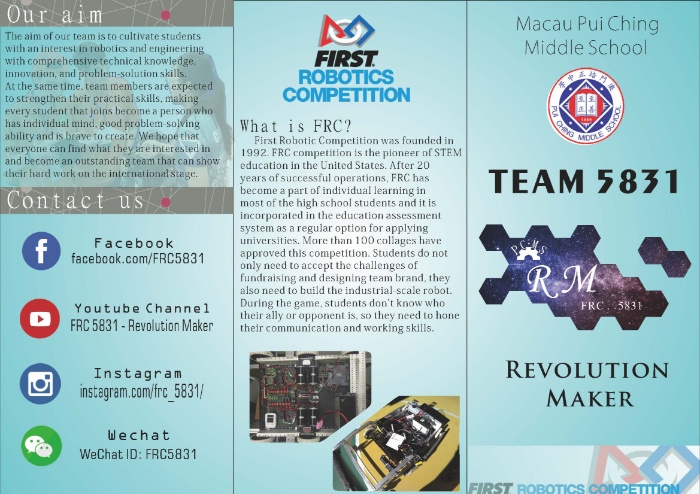 Our aim
The aim of our team is to cultivate students
with an interest in robotics and engineering
with comprehensive technical knowledge,
innovation, and problem-solution skills.
At the same time, team members are expected
to strengthen their practical skills, making
every student that joins become a person who
has individual mind, good problem-solving
ability and is brave to create. We hope that
everyone can find what they are interested in
and become an outstanding team that can show
their hard work on the international stage.
Contact us
Facebook
facebook.com/FRC5831
Youtube Channel
FRC 5831 - Revolution Maker
Instagram
instagram.com/frc_5831/
Wechat
WeChat ID: FRC5831
FIRST
ROBOTICS
COMPETITION
What is FRC?
First Robotic Competition was founded in
1992. FRC competition is the pioneer of STEM
education in the United States. After 20
years of successful operations, FRC has
become a part of individual learning in
most of the high school students and it is
incorporated in the education assessment
system as a regular option for applying
universities. More than 100 collages have
approved this competition. Students do not
only need to accept the challenges of
fundraising and designing team brand, they
also need to build the industrial-scale robot.
During the game, students don't know who
their ally or opponent is, so they need to hone
their communication and working skills.
Macau Pui Ching
Middle School
PUI CHING MIDDLE SCHOOL
TEAM 5831
PCMS
RM
FRC . 5831
REVOLUTION
MAKER
FIRST ROBOTICS COMPETITION